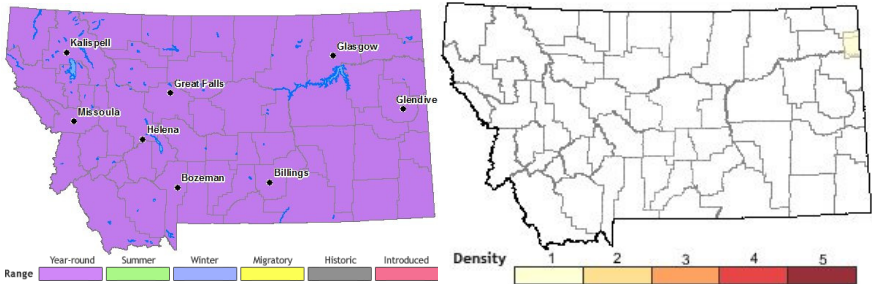 Kalispell
Glasgow
Great Falls
Glendive
Missoula
Helena
Bozeman
Billings
Range Year-round Summer Winter Migratory Historic Introduced
Density 1 2 3 4 5